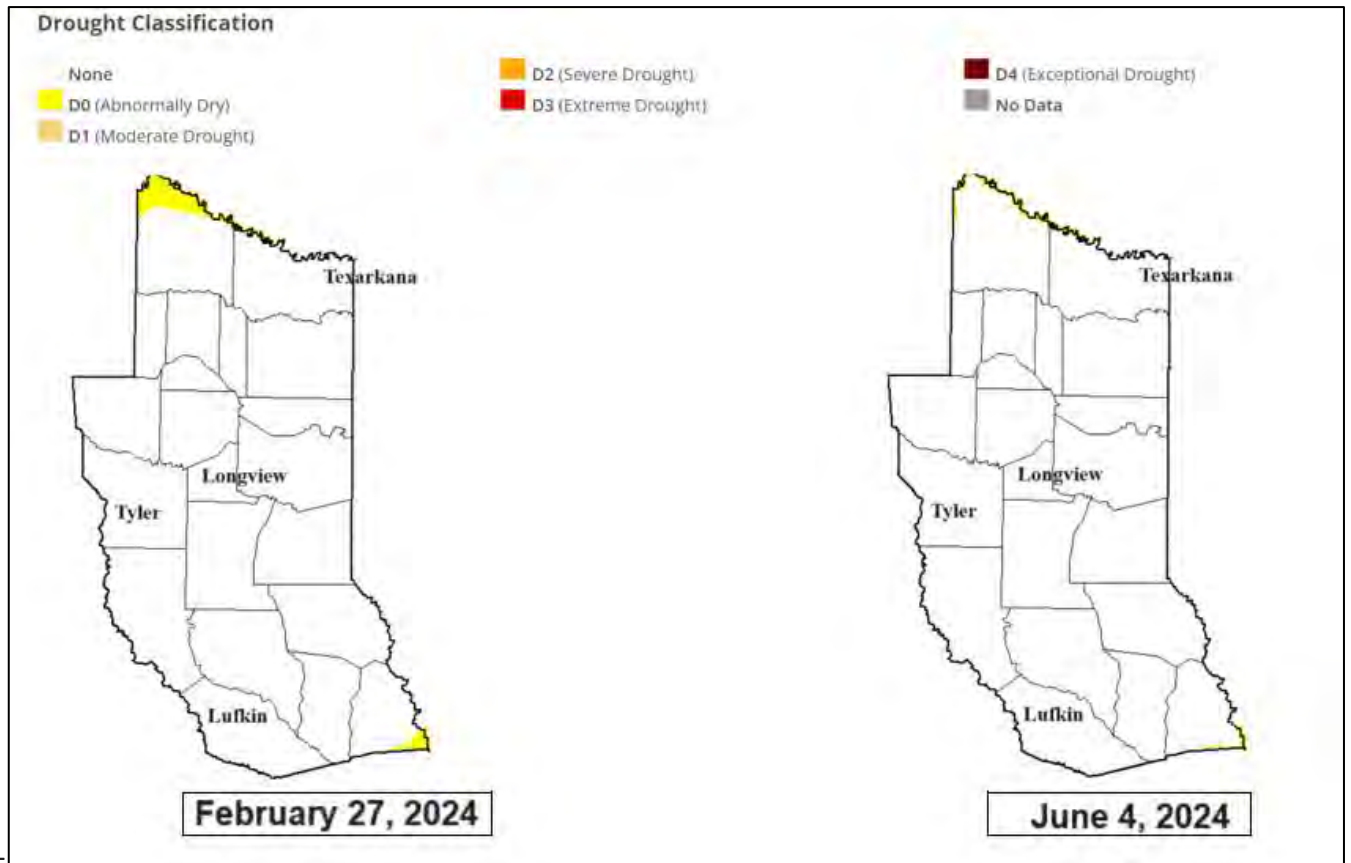 Drought Classification
None
D0 (Abnormally Dry)
D1 (Moderate Drought)
D2 (Severe Drought)
D3 (Extreme Drought)
D4 (Exceptional Drought)
No Data
Texarkana
Longview
Tyler
Lufkin
February 27, 2024
Texarkana
Longview
Tyler
Lufkin
June 4, 2024